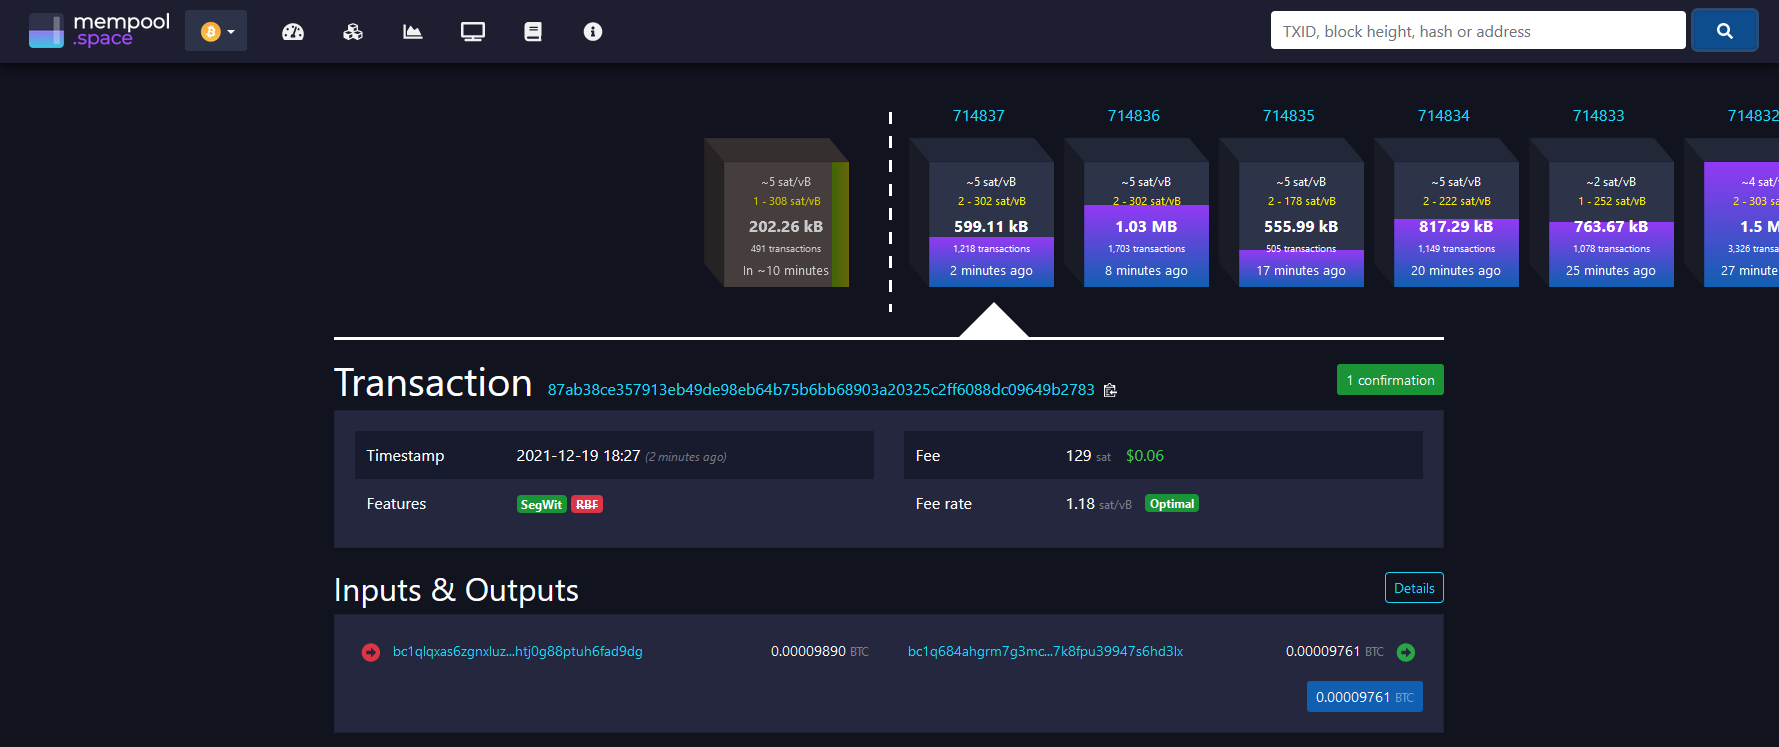 mempool
.space
TXID, block height, hash or address
714837
714836
714835
714834
714833
714832
~5 sat/vB
1 - 308 sat/vB
202.26 kB
491 transactions
In ~10 minutes
~5 sat/vB
2 - 302 sat/vB
599.11 kB
1,218 transactions
2 minutes ago
~5 sat/vB
2 - 302 sat/vB
1.03 MB
1,703 transactions
8 minutes ago
~5 sat/vB
2 - 178 sat/vB
555.99 kB
505 transactions
17 minutes ago
~5 sat/vB
2 - 222 sat/vB
817.29 kB
1,149 transactions
20 minutes ago
~2 sat/vB
1 - 252 sat/vB
763.67 kB
1,078 transactions
25 minutes ago
~4 sat/
2 - 303 s
1.5 M
3,326 transa
27 minute
Transaction 87ab38ce357913eb49de98eb64b75b6bb68903a20325c2ff6088dc09649b2783
1 confirmation
Timestamp 2021-12-19 18:27 (2 minutes ago)
Fee 129 sat $0.06
Features SegWit RBF
Fee rate 1.18 sat/vB Optimal
Inputs & Outputs
Details
bc1qlqxas6zgnxluz...htj0g88ptuh6fad9dg 0.00009890 BTC
bc1q684ahgrm7g3mc...7k8fpu39947s6hd3lx 0.00009761 BTC
0.00009761 BTC